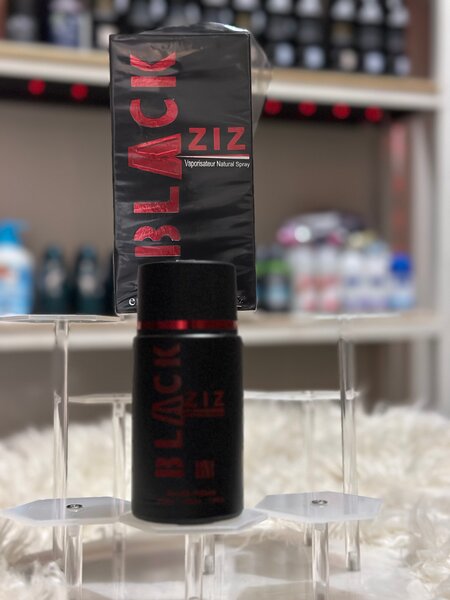 BLACK
ZIZ
Vaporisateur Natural Spray
e
BLACK
ZIZ